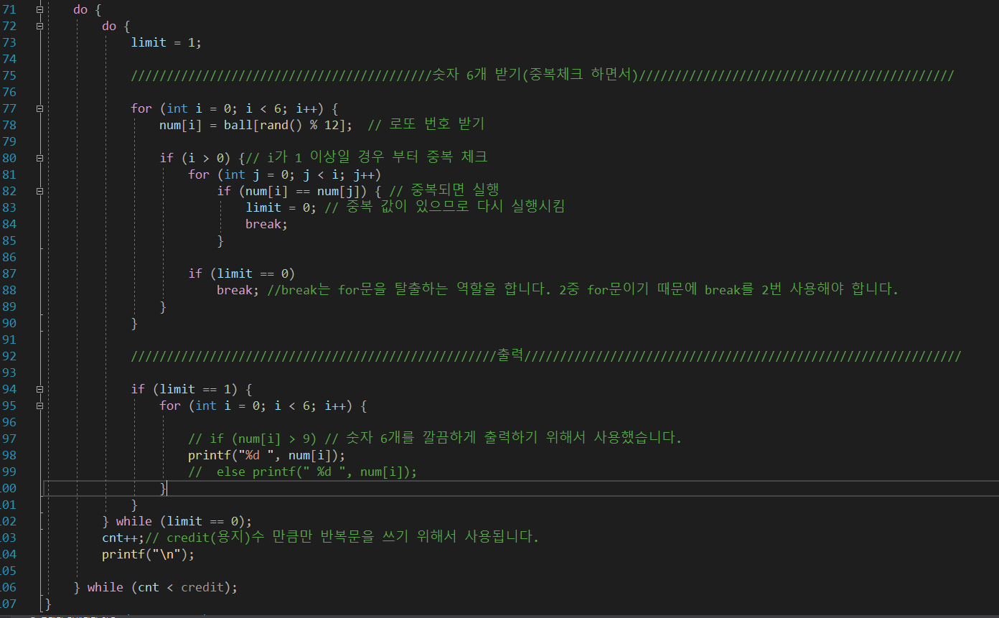 71 do {
72 do {
73 limit = 1;
74
75 //////////////////////////////////////////숫자 6개 받기(중복체크 하면서)////////////////////////////////////////////
76
77 for (int i = 0; i < 6; i++) {
78 num[i] = ball[rand() % 12];  // 로또 번호 받기
79
80 if (i > 0) {// i가 1 이상일 경우 부터 중복 체크
81 for (int j = 0; j < i; j++)
82 if (num[i] == num[j]) { // 중복되면 실행
83 limit = 0; // 중복 값이 있으므로 다시 실행시킴
84 break;
85 }
86
87 if (limit == 0)
88 break; //break는 for문을 탈출하는 역할을 합니다. 2중 for문이기 때문에 break를 2번 사용해야 합니다.
89 }
90 }
91
92 ///////////////////////////////////////////////////출력/////////////////////////////////////////////////////////////
93
94 if (limit == 1) {
95 for (int i = 0; i < 6; i++) {
96
97 // if (num[i] > 9) // 숫자 6개를 깔끔하게 출력하기 위해서 사용했습니다.
98 printf("%d ", num[i]);
99 //  else printf(" %d ", num[i]);
00 }
01 }
02 } while (limit == 0);
03 cnt++;// credit(용지)수 만큼만 반복문을 쓰기 위해서 사용됩니다.
04 printf("\n");
05
06 } while (cnt < credit);
07 }